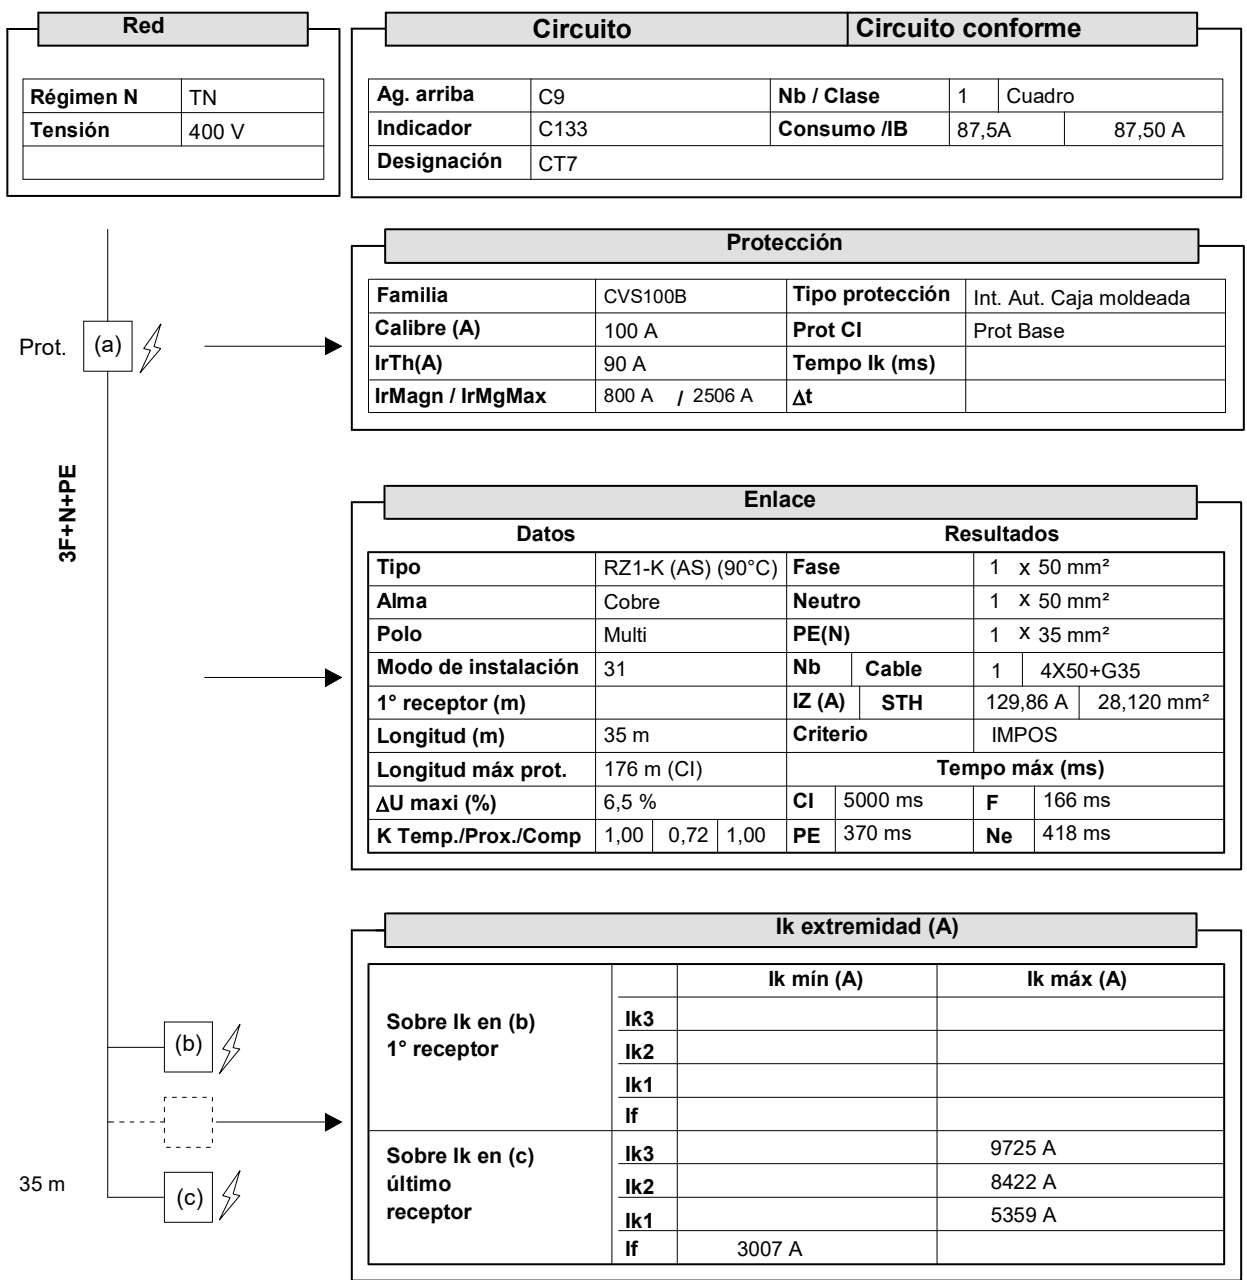 Red
Circuito Circuito conforme
Régimen N TN
Tensión 400 V
Ag. arriba C9 Nb / Clase 1 Cuadro
Indicador C133 Consumo /IB 87,5A 87,50 A
Designación CT7
Protección
Familia CVS100B Tipo protección Int. Aut. Caja moldeada
Calibre (A) 100 A Prot CI Prot Base
IrTh(A) 90 A Tempo Ik (ms)
IrMagn / IrMgMax 800 A / 2506 A Δt
Prot. (a)
3F+N+PE
Enlace
Datos Resultados
Tipo RZ1-K (AS) (90°C) Fase 1 x 50 mm²
Alma Cobre Neutro 1 x 50 mm²
Polo Multi PE(N) 1 x 35 mm²
Modo de instalación 31 Nb Cable 1 4X50+G35
1° receptor (m) IZ (A) STH 129,86 A 28,120 mm²
Longitud (m) 35 m Criterio IMPOS
Longitud máx prot. 176 m (CI) Tempo máx (ms)
ΔU maxi (%) 6,5 % CI 5000 ms F 166 ms
K Temp./Prox./Comp 1,00 0,72 1,00 PE 370 ms Ne 418 ms
Ik extremidad (A)
Ik mín (A) Ik máx (A)
Sobre Ik en (b)
1° receptor
Ik3
Ik2
Ik1
If
(b)
Sobre Ik en (c)
último
receptor
Ik3 9725 A
Ik2 8422 A
Ik1 5359 A
If 3007 A
35 m (c)